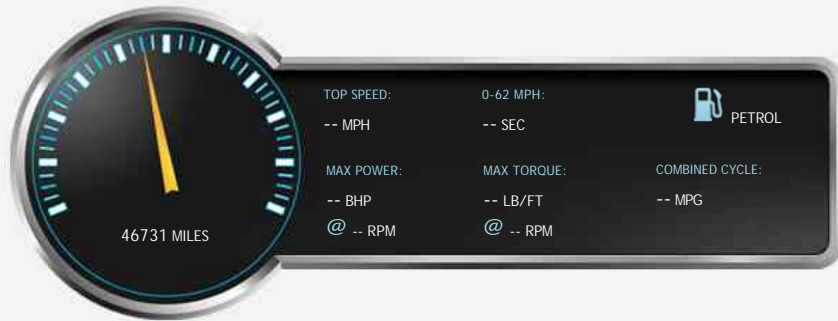 46731 MILES
TOP SPEED:
-- MPH
0-62 MPH:
-- SEC
PETROL
MAX POWER:
-- BHP
@ -- RPM
MAX TORQUE:
-- LB/FT
@ -- RPM
COMBINED CYCLE:
-- MPG